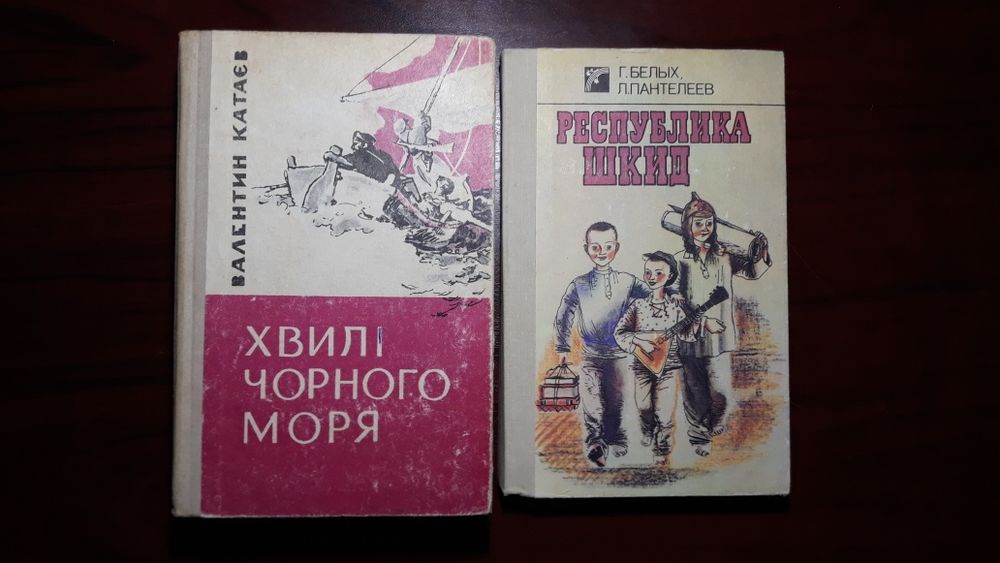 ВАЛЕНТИН КАТАЄВ
ХВИЛІ
ЧОРНОГО
МОРЯ
Г. БЕЛЫХ,
Л. ПАНТЕЛЕЕВ
РЕСПУБЛИКА
ШКИД